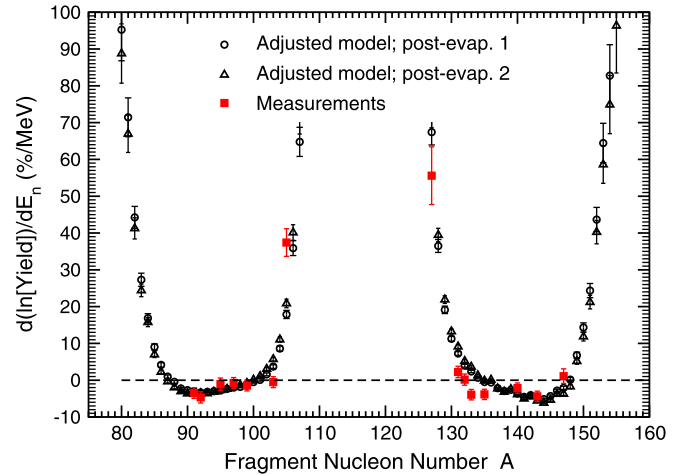 100
90
80
70
60
50
40
30
20
10
0
-10
d(ln[Yield])/dEn (%/MeV)
Adjusted model; post-evap. 1
Adjusted model; post-evap. 2
Measurements
80 90 100 110 120 130 140 150 160
Fragment Nucleon Number A